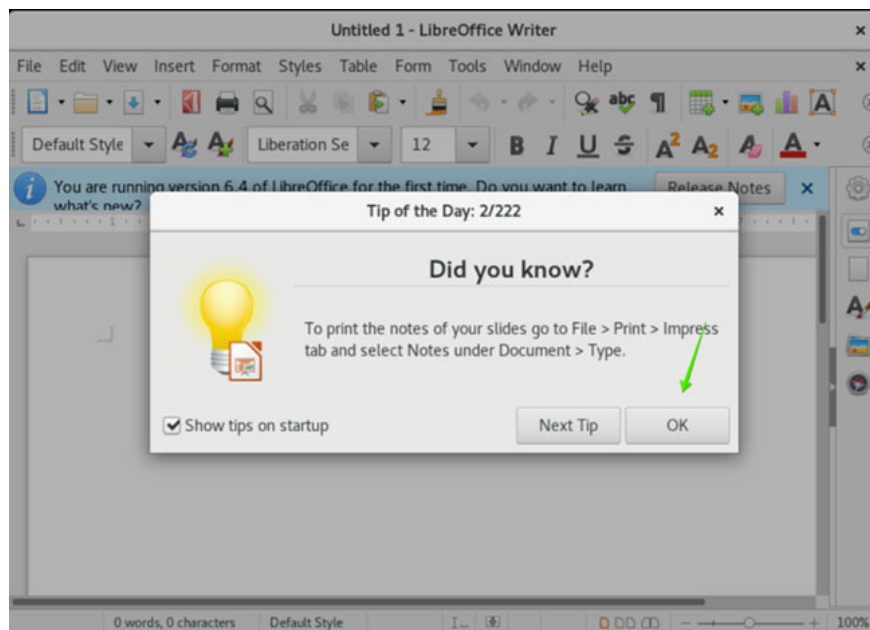 Untitled 1 - LibreOffice Writer
File Edit View Insert Format Styles Table Form Tools Window Help
Default Style Liberation Se 12
You are running version 6.4 of LibreOffice for the first time. Do you want to learn
what's new?
Release Notes
Tip of the Day: 2/222
Did you know?
To print the notes of your slides go to File > Print > Impress
tab and select Notes under Document > Type.
Show tips on startup
Next Tip OK
0 words, 0 characters Default Style 100%